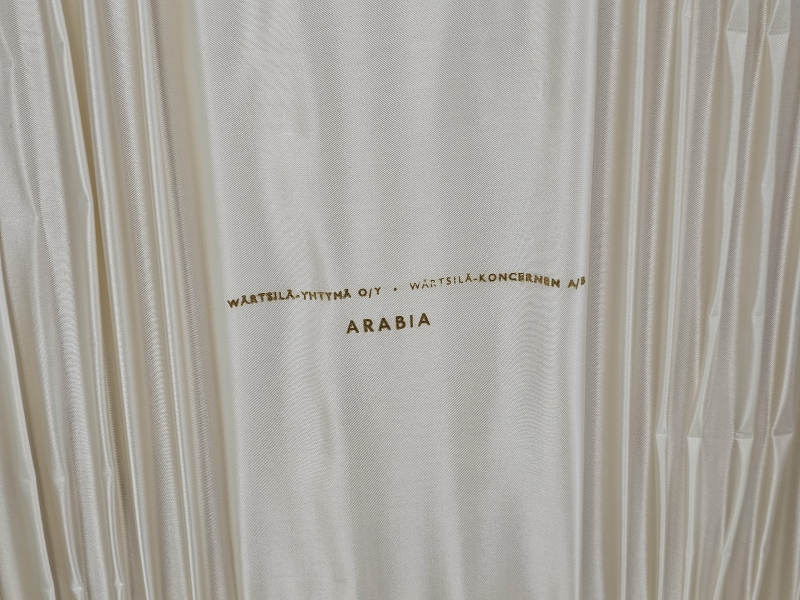 WÄRTSILÄ-YHTYMÄ O/Y • WÄRTSILÄ-KONCERNEN A/B
ARABIA